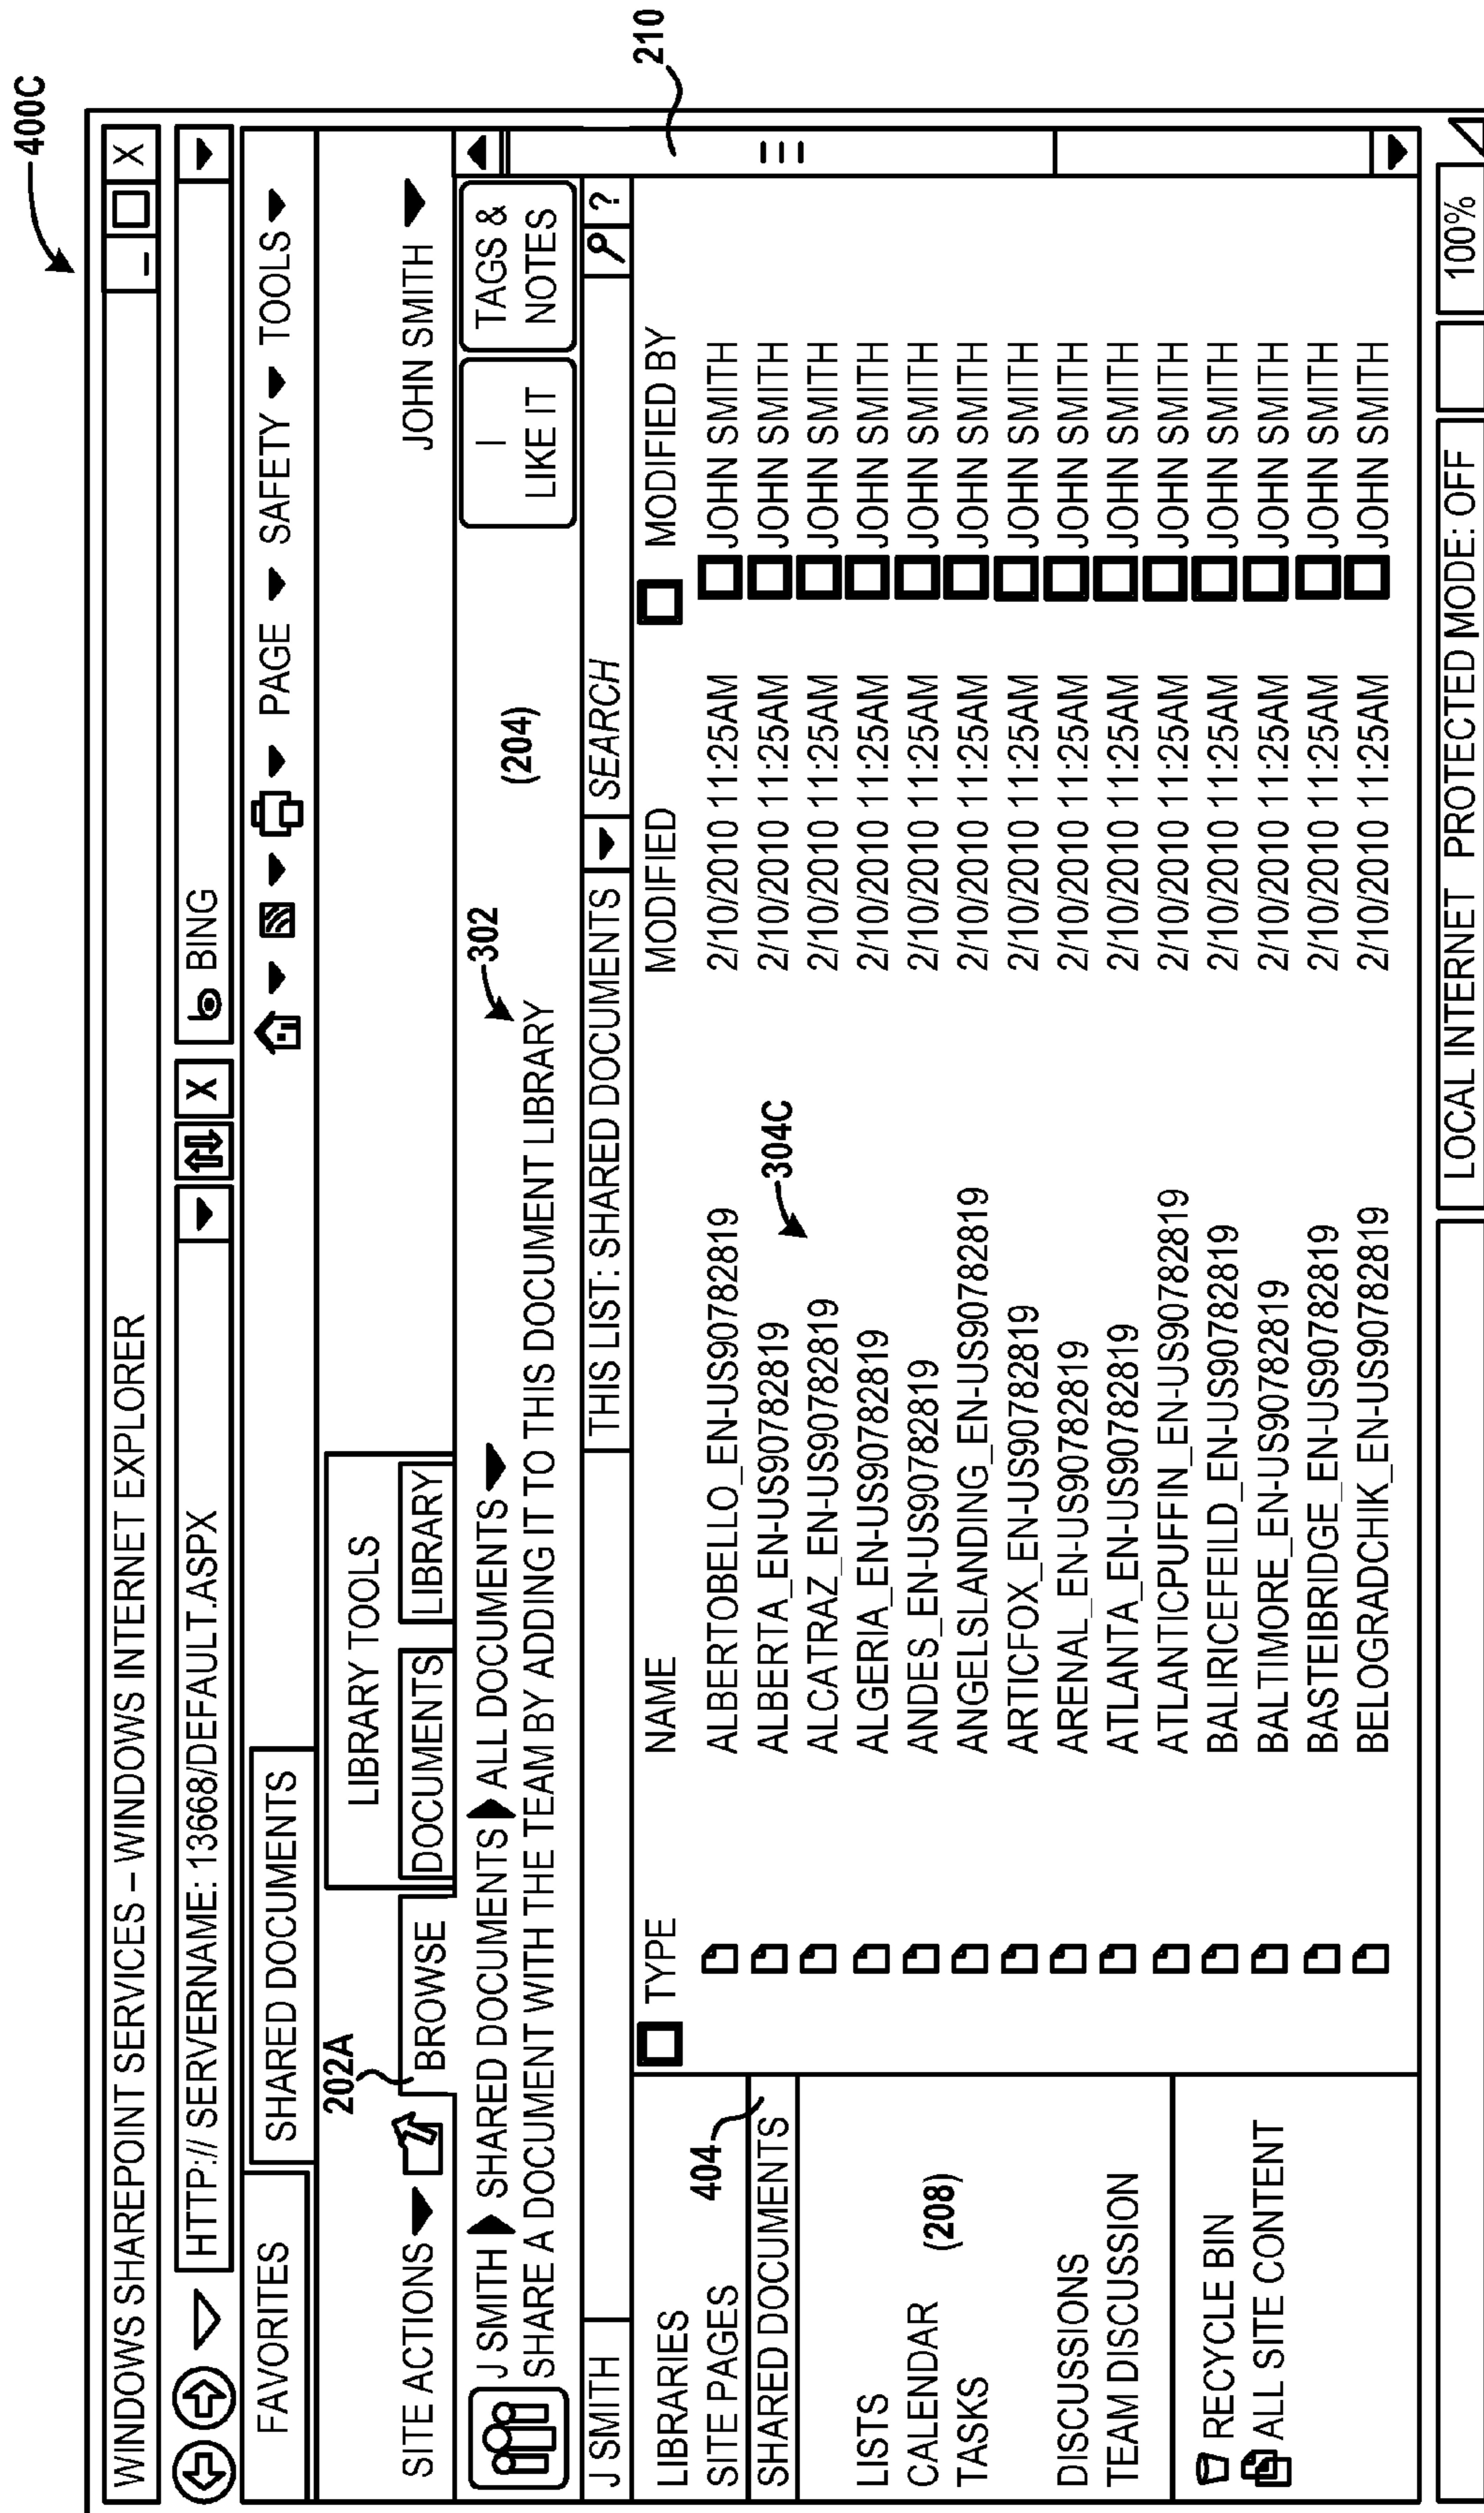 400C
WINDOWS SHAREPOINT SERVICES – WINDOWS INTERNET EXPLORER _ X
HTTP:// SERVERNAME: 13668/DEFAULT.ASPX X BING
FAVORITES SHARED DOCUMENTS PAGE SAFETY TOOLS
202A LIBRARY TOOLS
SITE ACTIONS BROWSE DOCUMENTS LIBRARY JOHN SMITH
J SMITH SHARED DOCUMENTS ALL DOCUMENTS 302 (204) I LIKE IT TAGS & NOTES
SHARE A DOCUMENT WITH THE TEAM BY ADDING IT TO THIS DOCUMENT LIBRARY
J SMITH THIS LIST: SHARED DOCUMENTS SEARCH ?
210
LIBRARIES TYPE NAME MODIFIED MODIFIED BY
SITE PAGES 404 ALBERTOBELLO_EN-US90782819 2/10/2010 11:25AM JOHN SMITH
SHARED DOCUMENTS ALBERTA_EN-US90782819 304C 2/10/2010 11:25AM JOHN SMITH
ALCATRAZ_EN-US90782819 2/10/2010 11:25AM JOHN SMITH
LISTS ALGERIA_EN-US90782819 2/10/2010 11:25AM JOHN SMITH
CALENDAR (208) ANDES_EN-US90782819 2/10/2010 11:25AM JOHN SMITH
TASKS ANGELSLANDING_EN-US90782819 2/10/2010 11:25AM JOHN SMITH
ARTICFOX_EN-US90782819 2/10/2010 11:25AM JOHN SMITH
DISCUSSIONS ARENAL_EN-US90782819 2/10/2010 11:25AM JOHN SMITH
TEAM DISCUSSION ATLANTA_EN-US90782819 2/10/2010 11:25AM JOHN SMITH
ATLANTICPUFFIN_EN-US90782819 2/10/2010 11:25AM JOHN SMITH
RECYCLE BIN BALIRCEFEILD_EN-US90782819 2/10/2010 11:25AM JOHN SMITH
ALL SITE CONTENT BALTIMORE_EN-US90782819 2/10/2010 11:25AM JOHN SMITH
BASTEIBRIDGE_EN-US90782819 2/10/2010 11:25AM JOHN SMITH
BELOGRADCHIK_EN-US90782819 2/10/2010 11:25AM JOHN SMITH
LOCAL INTERNET PROTECTED MODE: OFF 100%